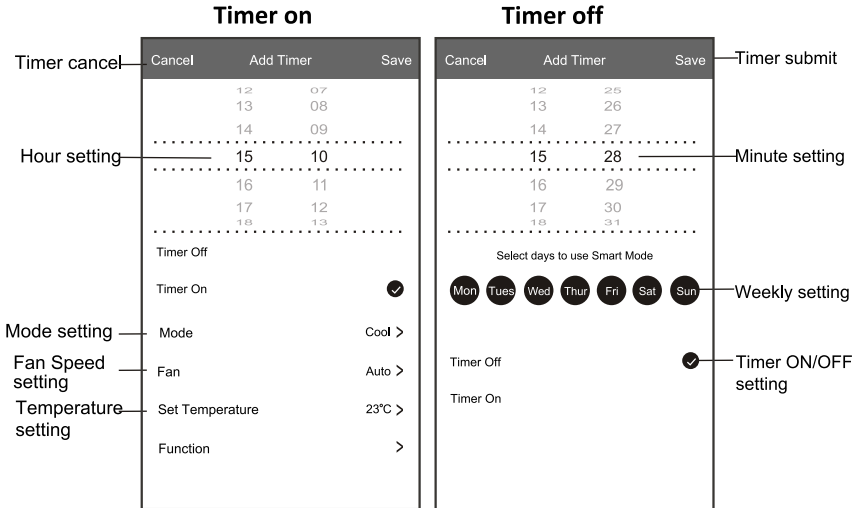 Timer on
Timer off
Timer cancel
Cancel Add Timer Save
Cancel Add Timer Save
Timer submit
12 07
13 08
14 09
15 10
16 11
17 12
18 13
12 25
13 26
14 27
15 28
16 29
17 30
18 31
Hour setting
Minute setting
Timer Off
Timer On
Mode setting
Mode Cool >
Fan Speed
setting
Fan Auto >
Temperature
setting
Set Temperature 23°C >
Function >
Select days to use Smart Mode
Mon Tues Wed Thur Fri Sat Sun
Weekly setting
Timer Off
Timer On
Timer ON/OFF
setting